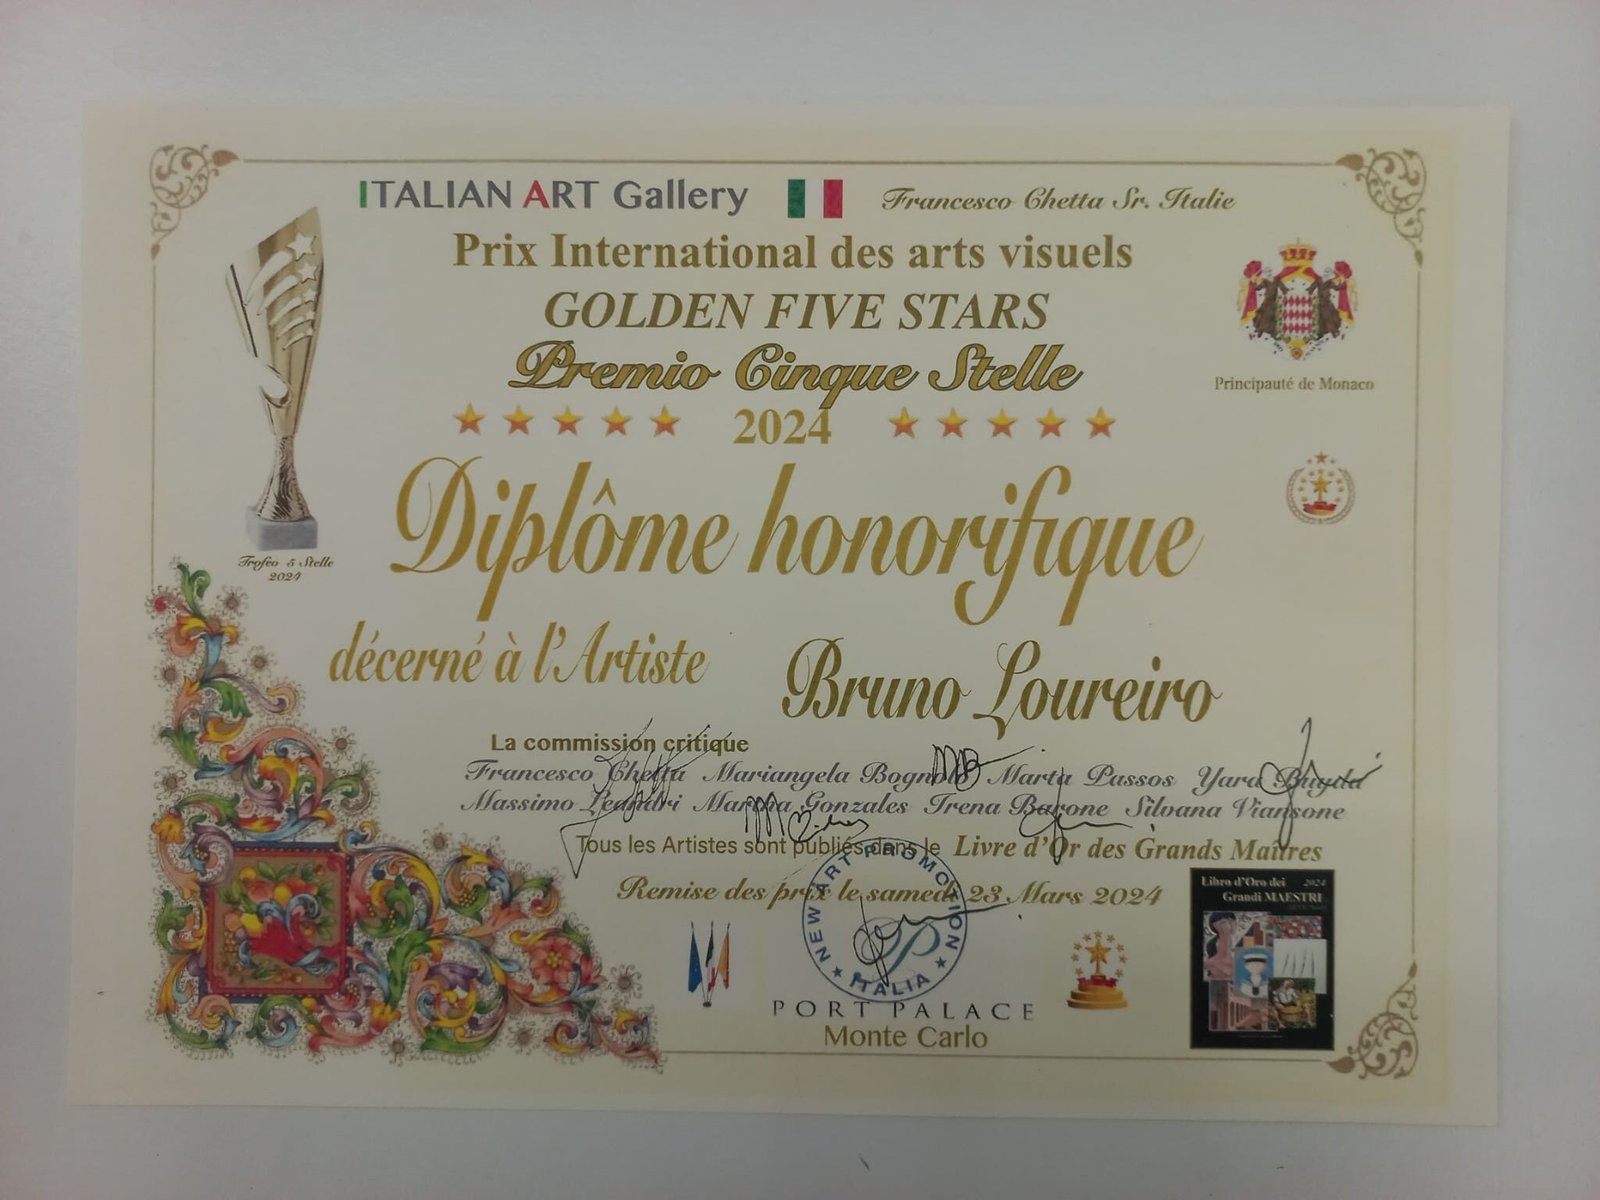 ITALIAN ART Gallery
Francesco Chetta Sr. Italie
Prix International des arts visuels
GOLDEN FIVE STARS
Premio Cinque Stelle
2024
Principauté de Monaco
Trofeo 5 Stelle
2024
Diplôme honorifique
décerné à l'Artiste
Bruno Loureiro
La commission critique
Francesco Chetta Mariangela Bognolo Marta Passos Yara
Massimo Leandri Marcha Gonzales Irena Barone Silvana Viansone
Tous les Artistes sont publiés dans le Livre d'Or des Grands Maîtres
Remise des prix le samedi 23 Mars 2024
NEW ART PROMOTION
ITALIA
PORT PALACE
Monte Carlo
Libro d'Oro dei 2024
Grandi MAESTRI